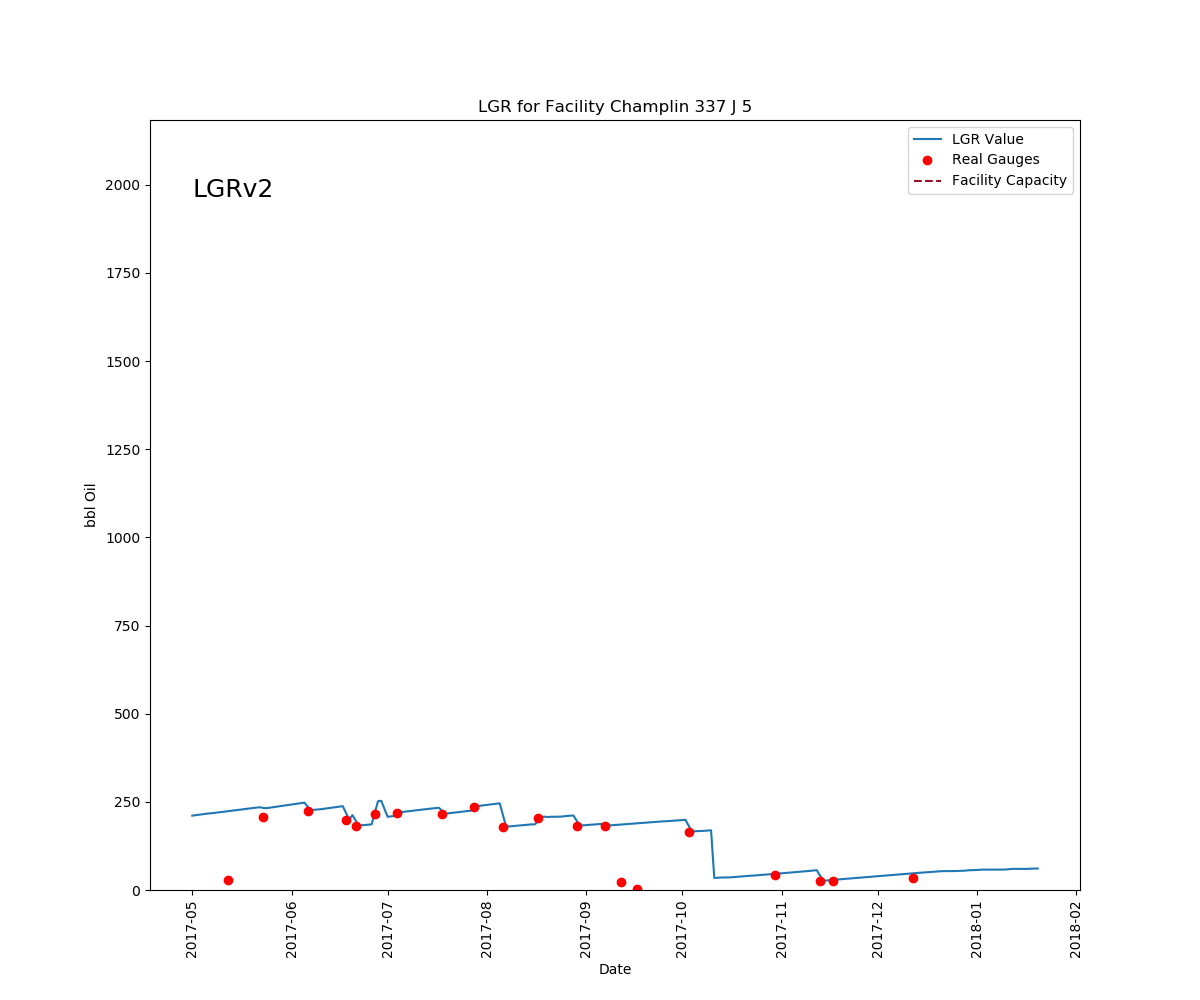 LGR for Facility Champlin 337 J 5
LGRv2
LGR Value
Real Gauges
Facility Capacity
2000
1750
1500
1250
1000
750
500
250
0
bbl Oil
2017-05
2017-06
2017-07
2017-08
2017-09
2017-10
2017-11
2017-12
2018-01
2018-02
Date